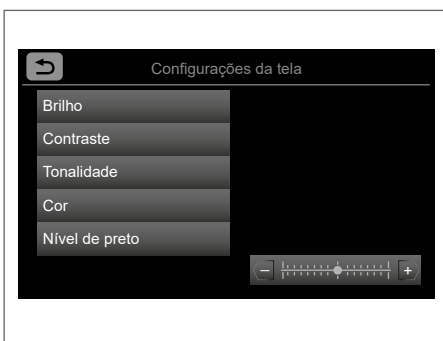 Configurações da tela
Brilho
Contraste
Tonalidade
Cor
Nível de preto